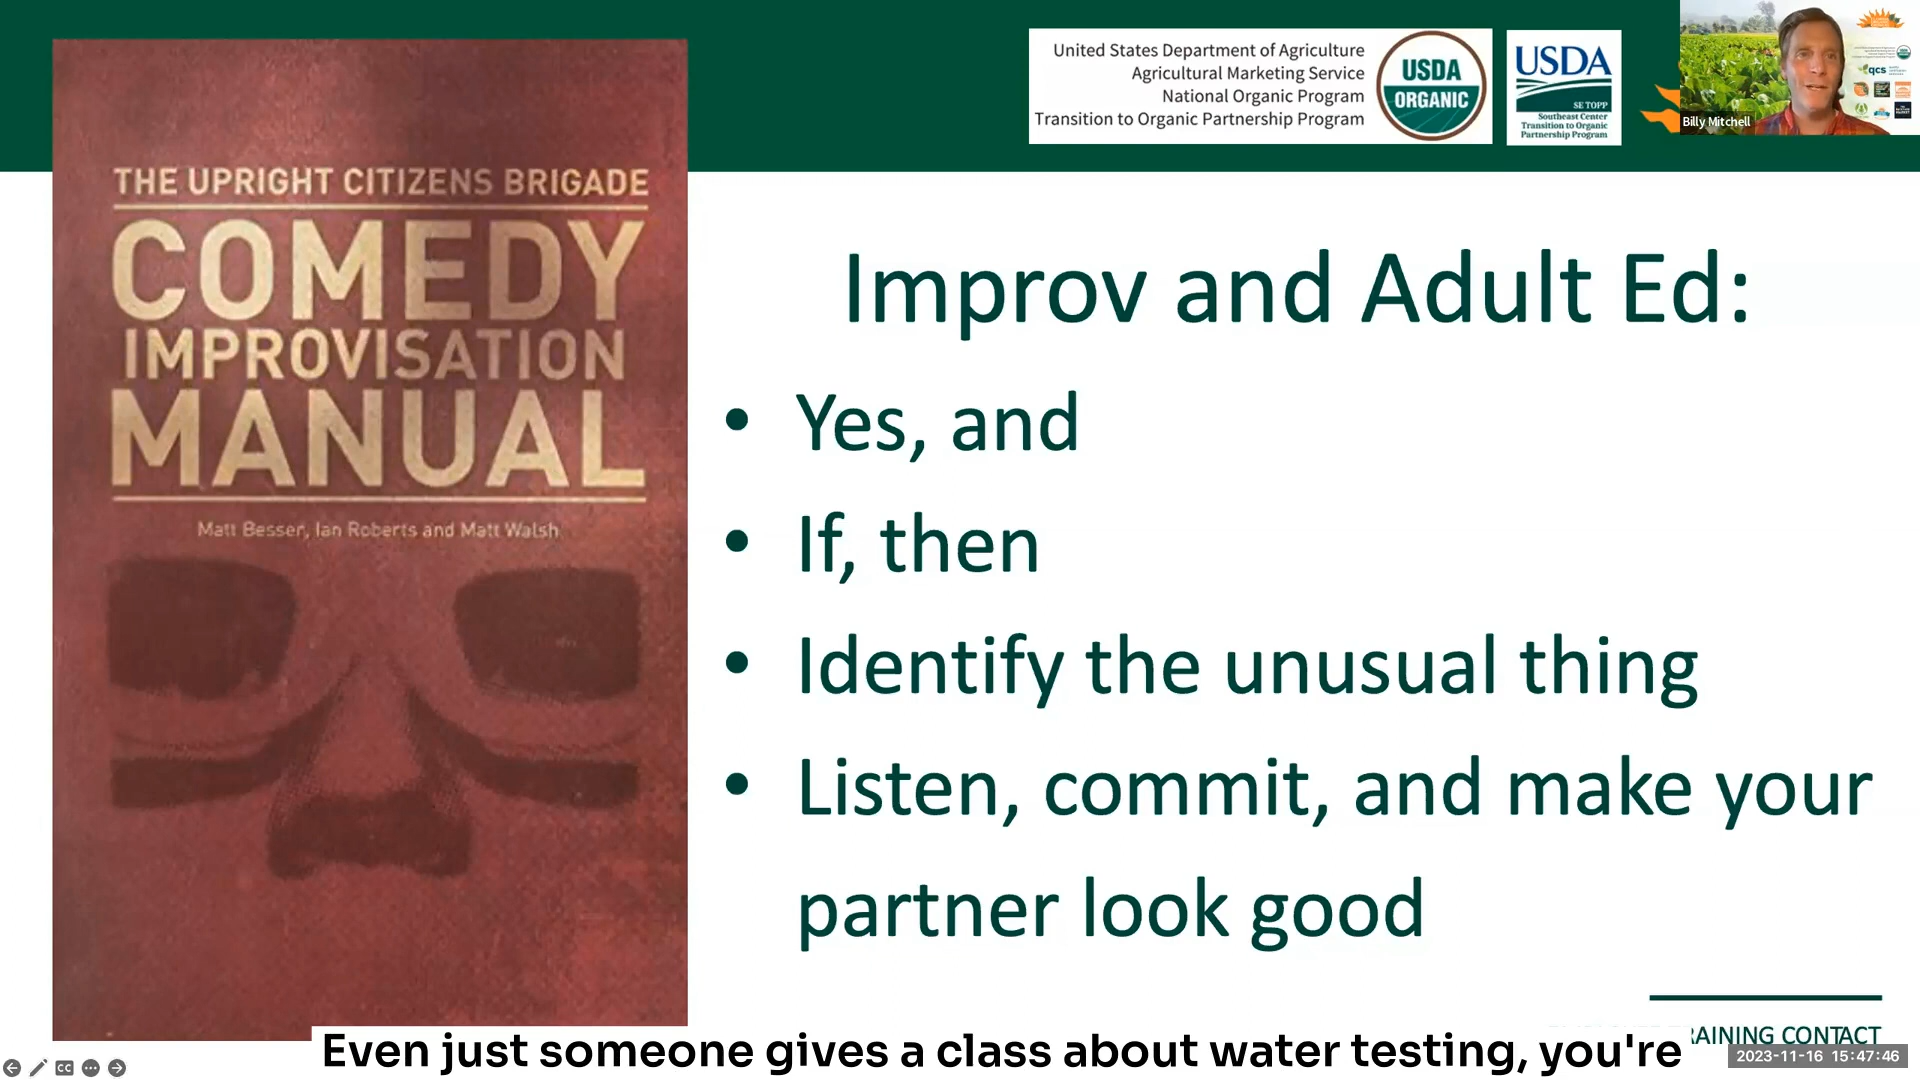 THE UPRIGHT CITIZENS BRIGADE
COMEDY
IMPROVISATION
MANUAL
Matt Besser, Ian Roberts and Matt Walsh
United States Department of Agriculture
Agricultural Marketing Service
National Organic Program
Transition to Organic Partnership Program
USDA
ORGANIC
USDA
SE TOPP
Southeast Center
Transition to Organic
Partnership Program
qcs
Billy Mitchell
Improv and Adult Ed:
• Yes, and
• If, then
• Identify the unusual thing
• Listen, commit, and make your
partner look good
RAINING CONTACT
Even just someone gives a class about water testing, you're
CC
2023-11-16 15:47:46